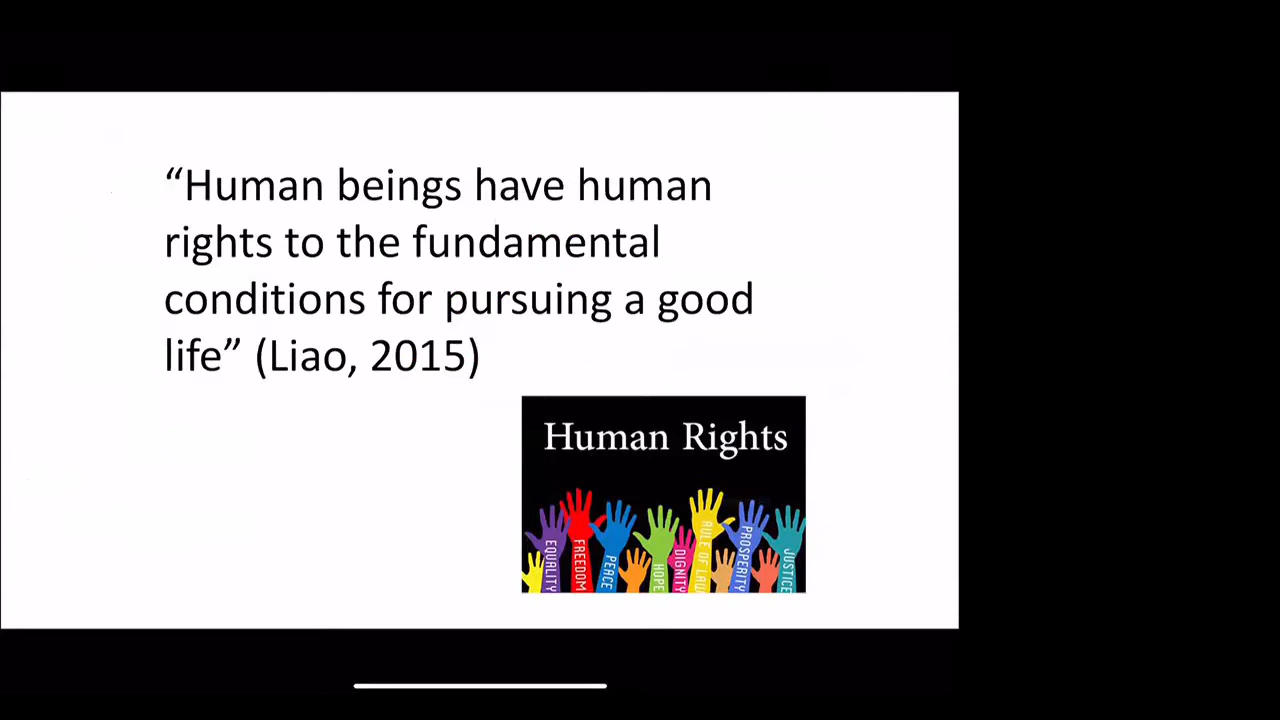 “Human beings have human
rights to the fundamental
conditions for pursuing a good
life” (Liao, 2015)
Human Rights
EQUALITY
FREEDOM
PEACE
HOPE
DIGNITY
RULE OF LAW
PROSPERITY
JUSTICE